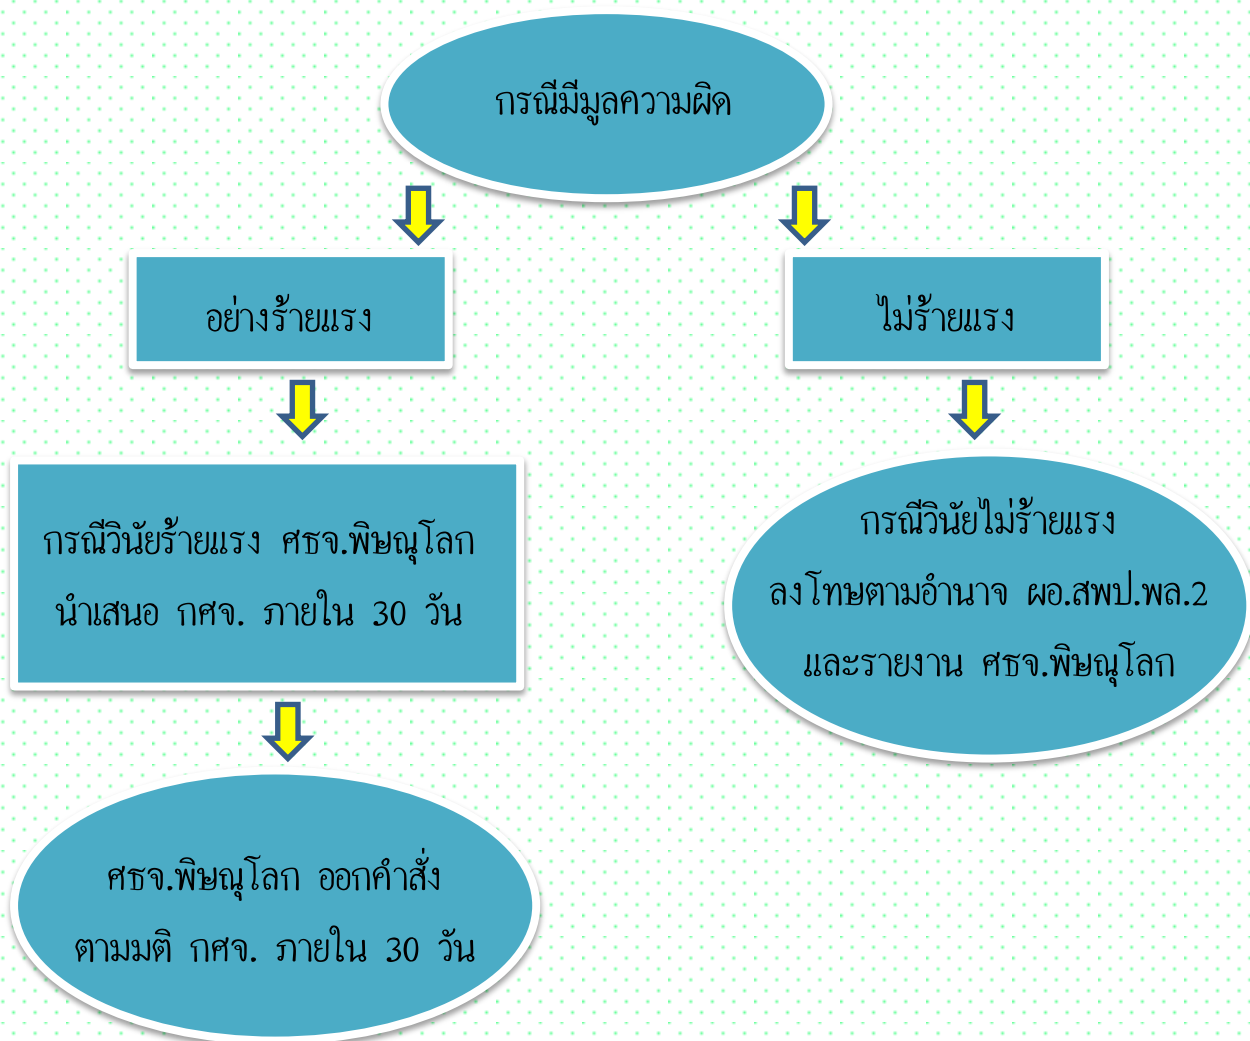 กรณีมีมูลความผิด
อย่างร้ายแรง
ไม่ร้ายแรง
กรณีวินัยร้ายแรง ศธจ.พิษณุโลก
นำเสนอ กศจ. ภายใน 30 วัน
กรณีวินัยไม่ร้ายแรง
ลงโทษตามอำนาจ ผอ.สพป.พล.2
และรายงาน ศธจ.พิษณุโลก
ศธจ.พิษณุโลก ออกคำสั่ง
ตามมติ กศจ. ภายใน 30 วัน